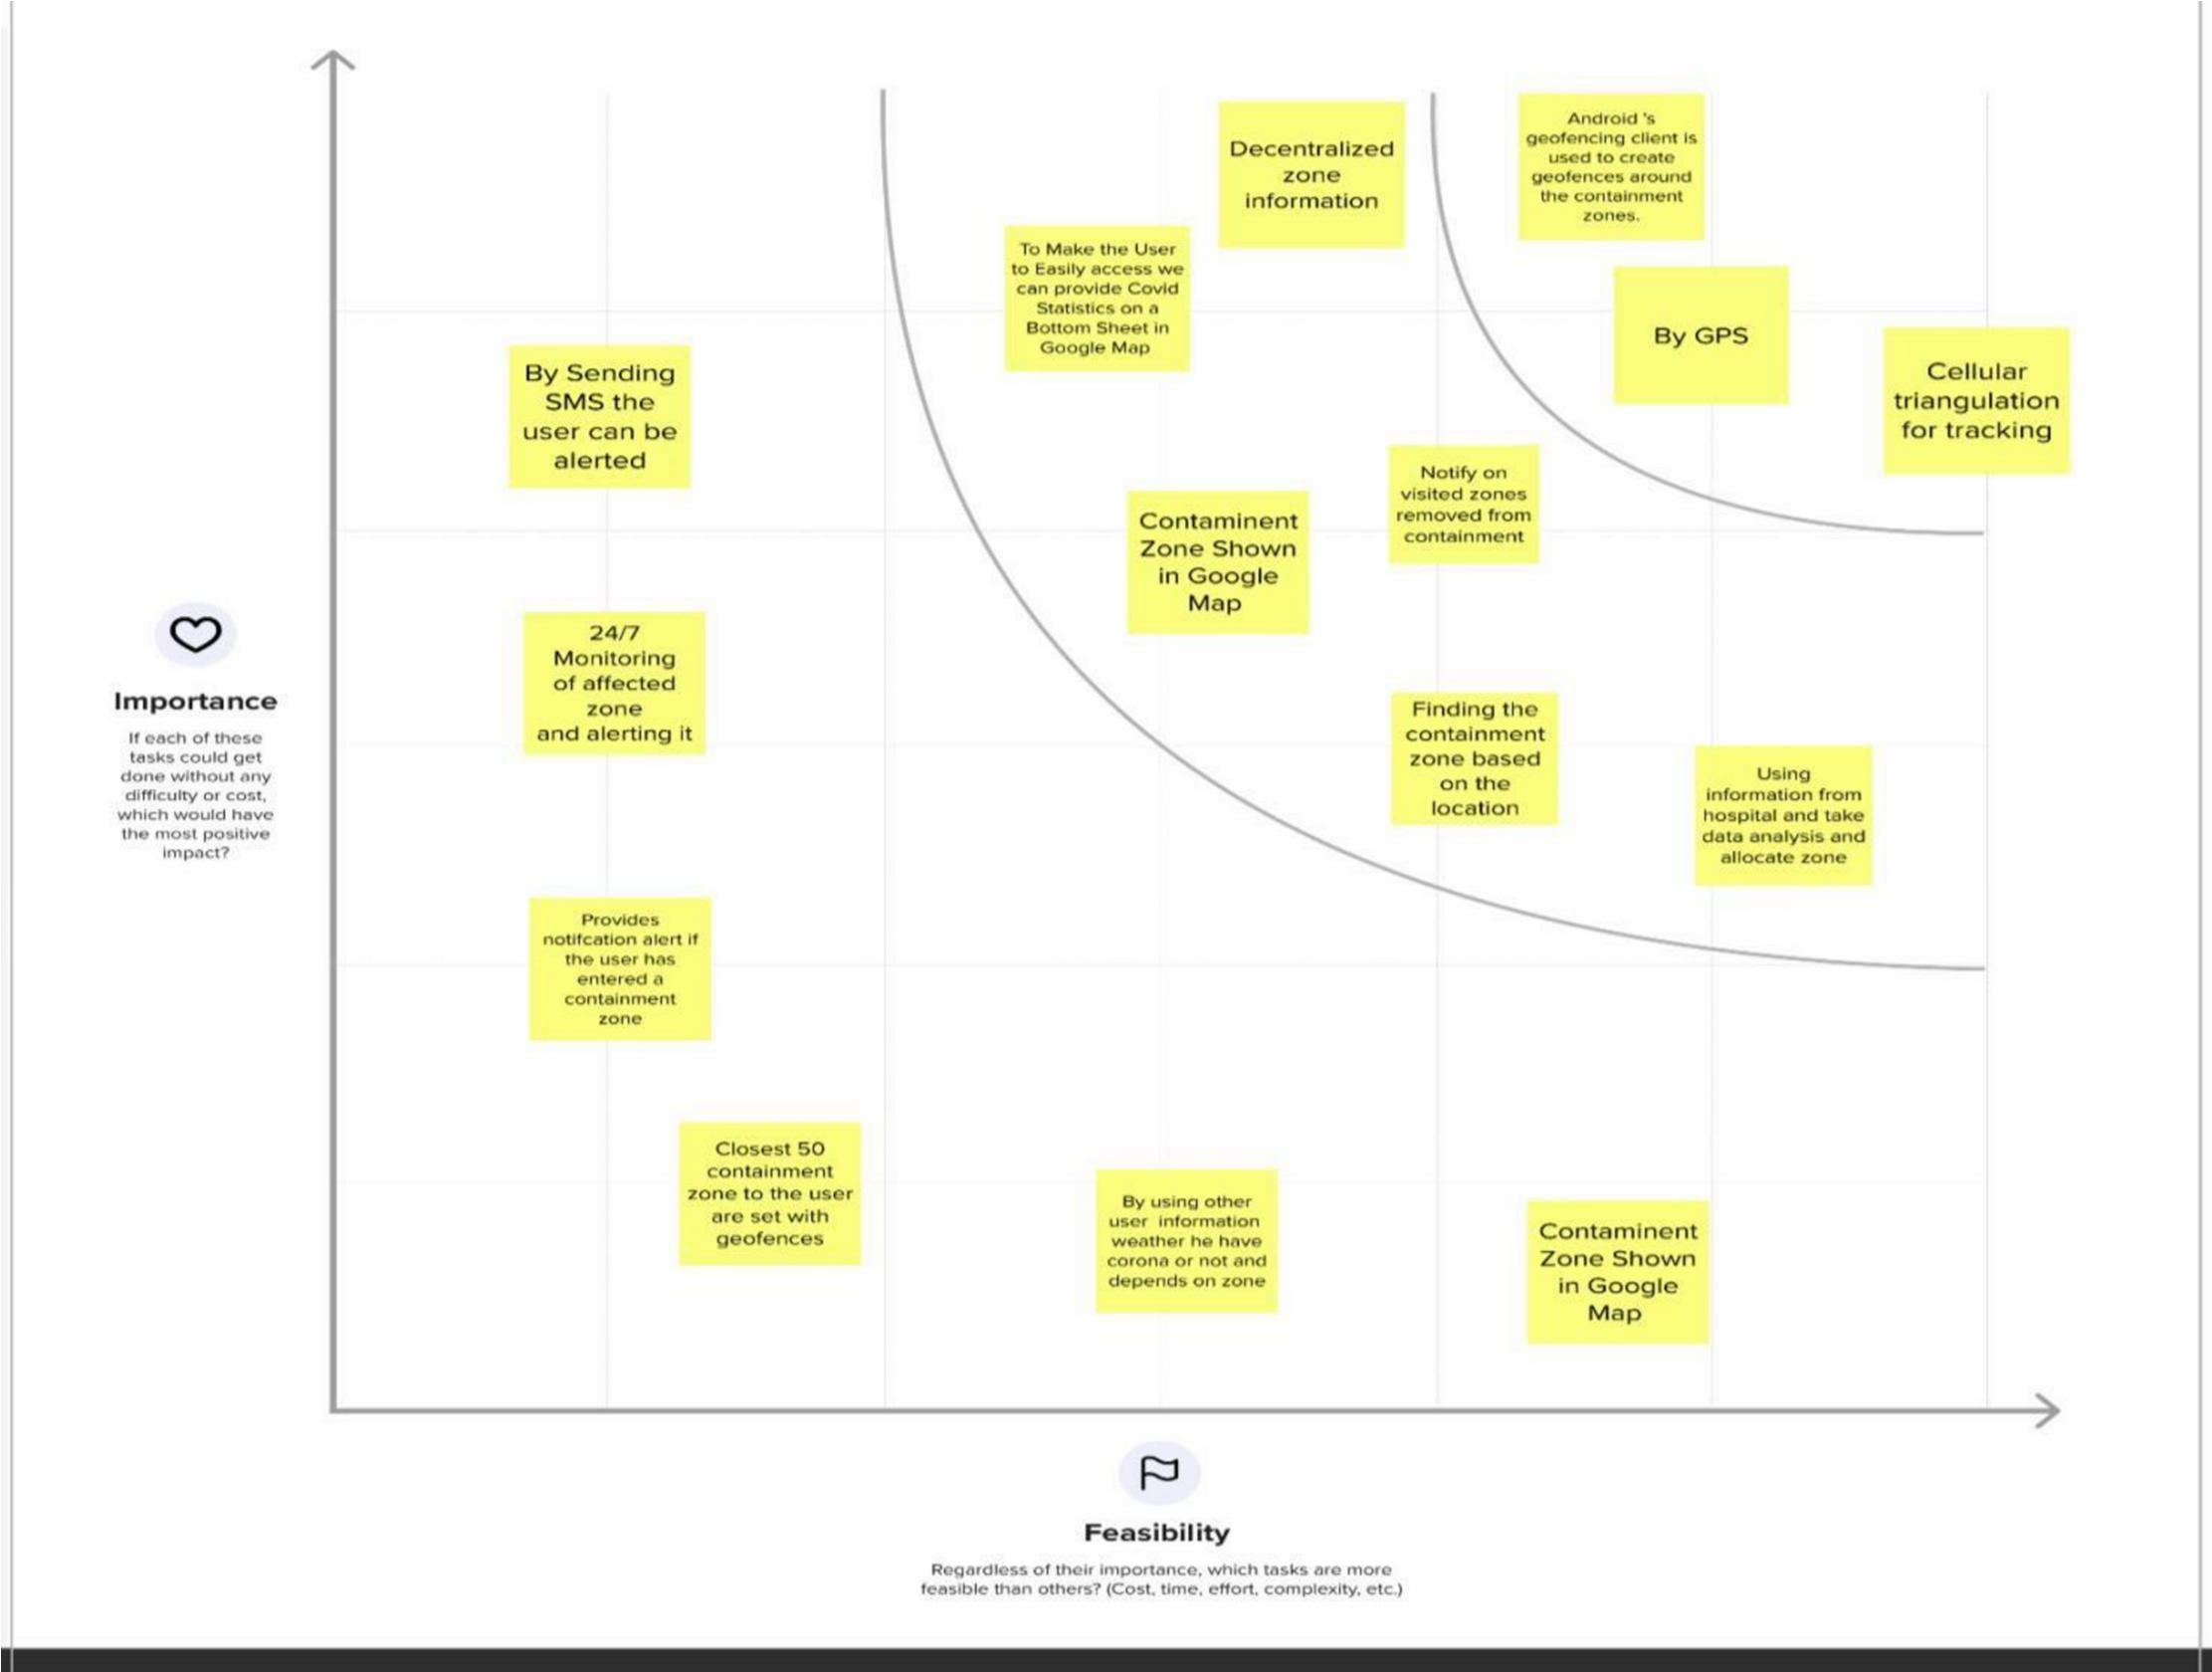 Decentralized
zone
information
Android 's
geofencing client is
used to create
geofences around
the containment
zones.
To Make the User
to Easily access we
can provide Covid
Statistics on a
Bottom Sheet in
Google Map
By GPS
Cellular
triangulation
for tracking
By Sending
SMS the
user can be
alerted
Notify on
visited zones
removed from
containment
Contaminent
Zone Shown
in Google
Map
24/7
Monitoring
of affected
zone
and alerting it
Importance
If each of these
tasks could get
done without any
difficulty or cost,
which would have
the most positive
impact?
Finding the
containment
zone based
on the
location
Using
information from
hospital and take
data analysis and
allocate zone
Provides
notifcation alert if
the user has
entered a
containment
zone
Closest 50
containment
zone to the user
are set with
geofences
By using other
user information
weather he have
corona or not and
depends on zone
Contaminent
Zone Shown
in Google
Map
Feasibility
Regardless of their importance, which tasks are more
feasible than others? (Cost, time, effort, complexity, etc.)